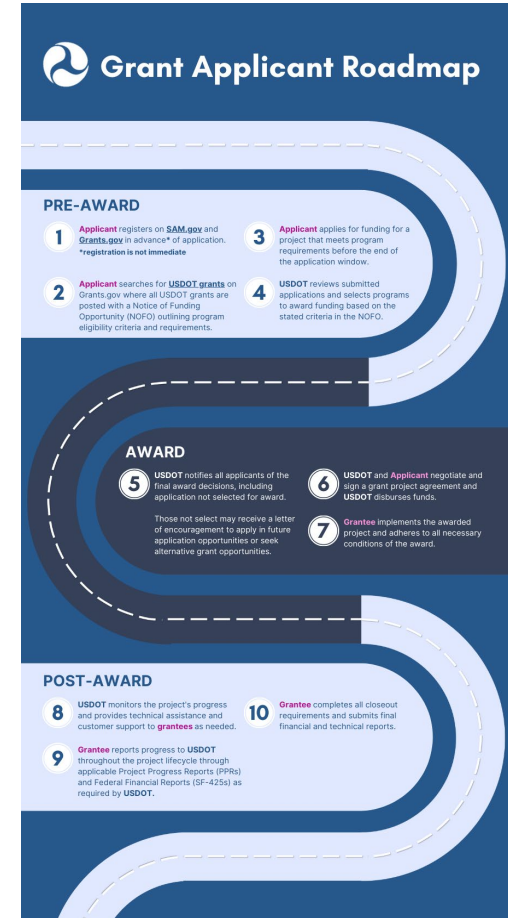 Grant Applicant Roadmap
PRE-AWARD
1
Applicant registers on SAM.gov and
Grants.gov in advance* of application.
*registration is not immediate
2
Applicant searches for USDOT grants on
Grants.gov where all USDOT grants are
posted with a Notice of Funding
Opportunity (NOFO) outlining program
eligibility criteria and requirements.
3
Applicant applies for funding for a
project that meets program
requirements before the end of
the application window.
4
USDOT reviews submitted
applications and selects programs
to award funding based on the
stated criteria in the NOFO.
AWARD
5
USDOT notifies all applicants of the
final award decisions, including
application not selected for award.
Those not select may receive a letter
of encouragement to apply in future
application opportunities or seek
alternative grant opportunities.
6
USDOT and Applicant negotiate and
sign a grant project agreement and
USDOT disburses funds.
7
Grantee implements the awarded
project and adheres to all necessary
conditions of the award.
POST-AWARD
8
USDOT monitors the project's progress
and provides technical assistance and
customer support to grantees as needed.
9
Grantee reports progress to USDOT
throughout the project lifecycle through
applicable Project Progress Reports (PPRs)
and Federal Financial Reports (SF-425s) as
required by USDOT.
10
Grantee completes all closeout
requirements and submits final
financial and technical reports.